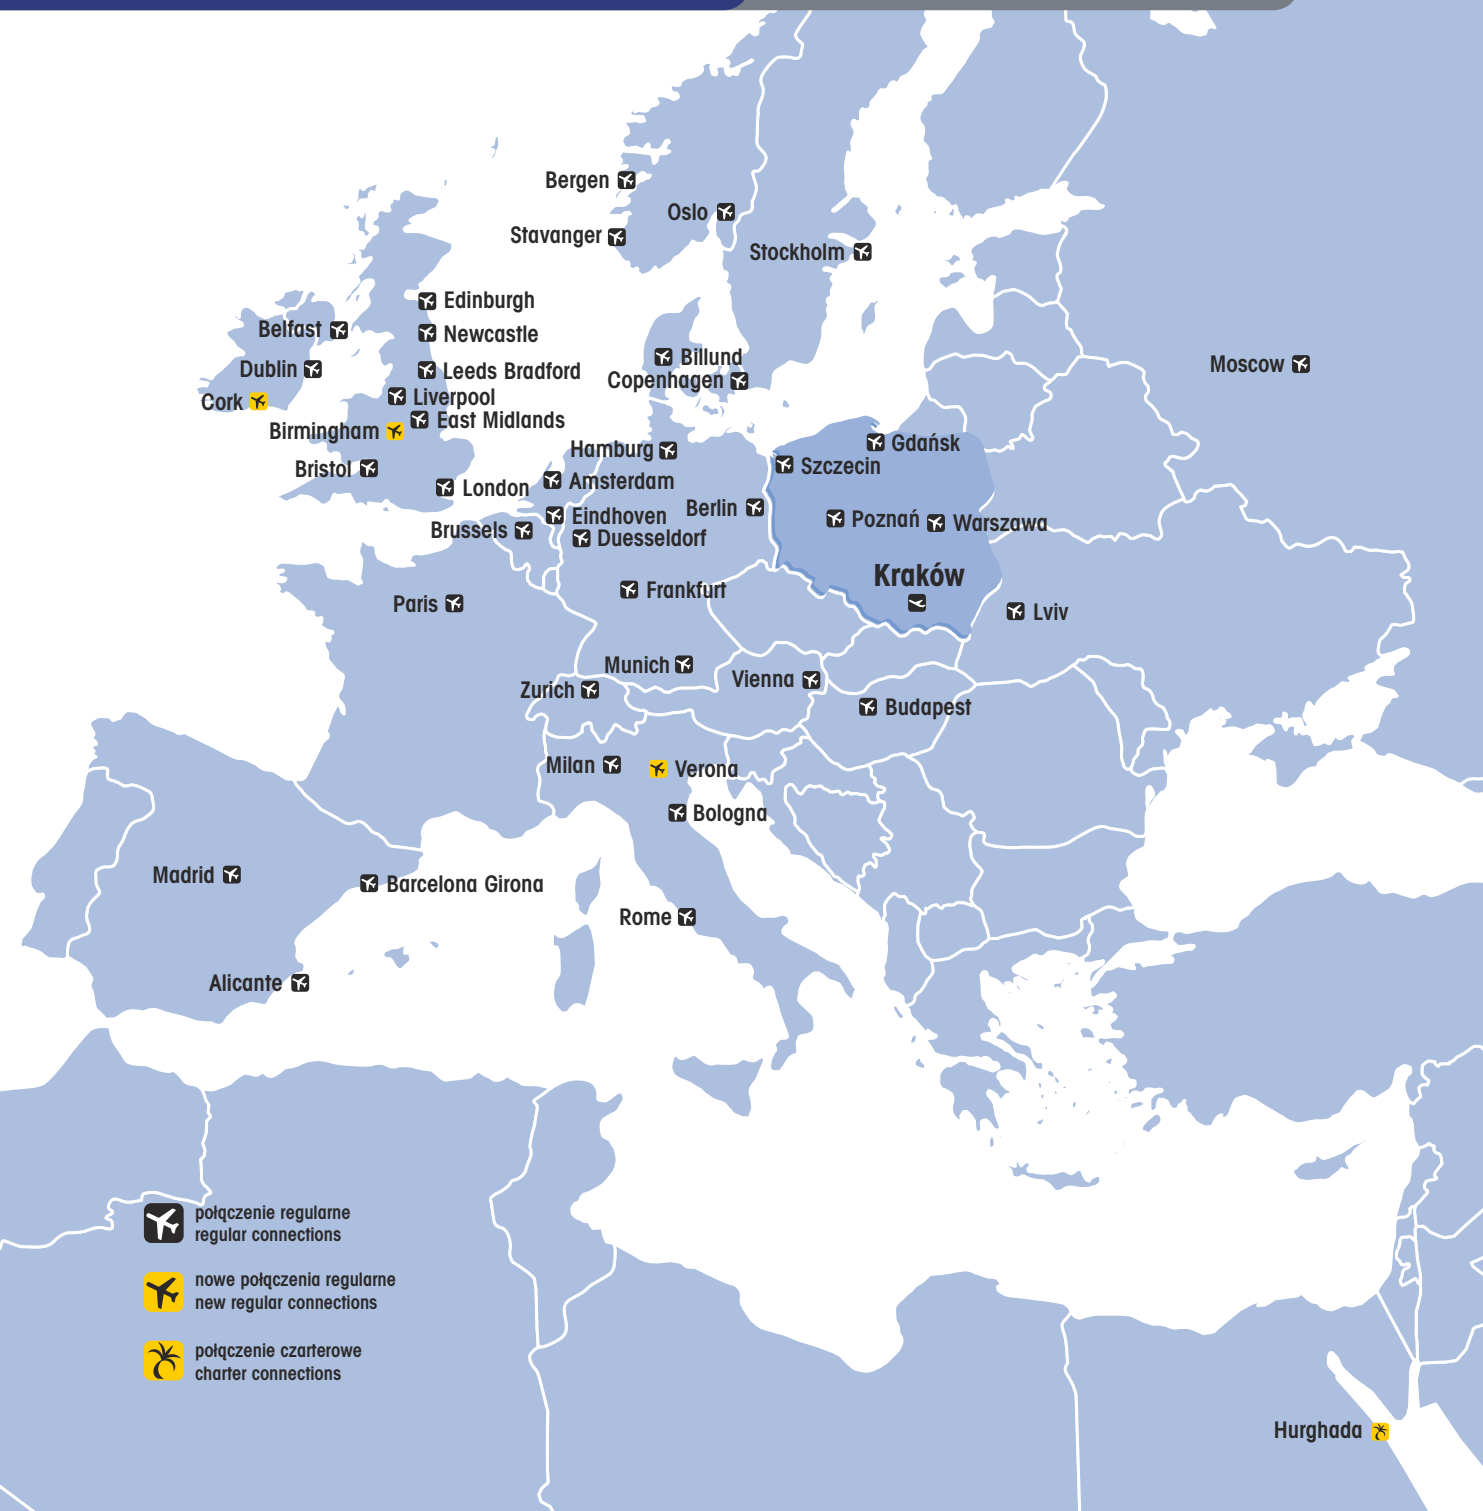 Bergen
Oslo
Stavanger
Stockholm
Edinburgh
Belfast
Newcastle
Billund
Moscow
Dublin
Leeds Bradford
Copenhagen
Liverpool
Cork
East Midlands
Birmingham
Gdańsk
Hamburg
Szczecin
Bristol
Amsterdam
London
Berlin
Eindhoven
Poznań
Warszawa
Brussels
Duesseldorf
Kraków
Frankfurt
Paris
Lviv
Munich
Vienna
Zurich
Budapest
Milan
Verona
Bologna
Madrid
Barcelona Girona
Rome
Alicante
połączenie regularne
regular connections
nowe połączenia regularne
new regular connections
połączenie czarterowe
charter connections
Hurghada